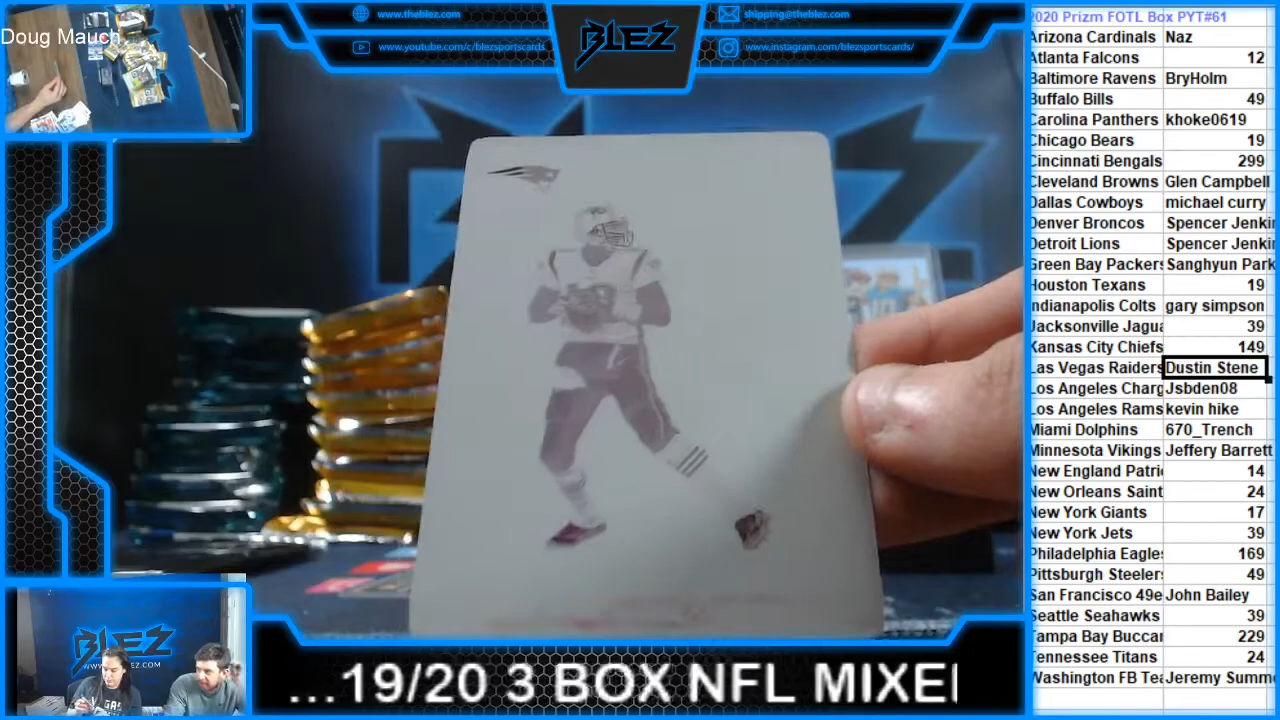 Doug Mauch
www.theblez.com
shipping@theblez.com
www.youtube.com/c/blezsportscards
www.instagram.com/blezsportscards/
BLEZ
2020 Prizm FOTL Box PYT#61
Arizona Cardinals Naz
Atlanta Falcons 12
Baltimore Ravens BryHolm
Buffalo Bills 49
Carolina Panthers khoke0619
Chicago Bears 19
Cincinnati Bengals 299
Cleveland Browns Glen Campbell
Dallas Cowboys michael curry
Denver Broncos Spencer Jenki
Detroit Lions Spencer Jenki
Green Bay Packers Sanghyun Park
Houston Texans 19
Indianapolis Colts gary simpson
Jacksonville Jagua 39
Kansas City Chiefs 149
Las Vegas Raiders Dustin Stene
Los Angeles Charg Jsbden08
Los Angeles Rams kevin hike
Miami Dolphins 670_Trench
Minnesota Vikings Jeffery Barrett
New England Patri 14
New Orleans Saint 24
New York Giants 17
New York Jets 39
Philadelphia Eagles 169
Pittsburgh Steelers 49
San Francisco 49e John Bailey
Seattle Seahawks 39
Tampa Bay Buccar 229
Tennessee Titans 24
Washington FB Tea Jeremy Summe
BLEZ
...19/20 3 BOX NFL MIXE